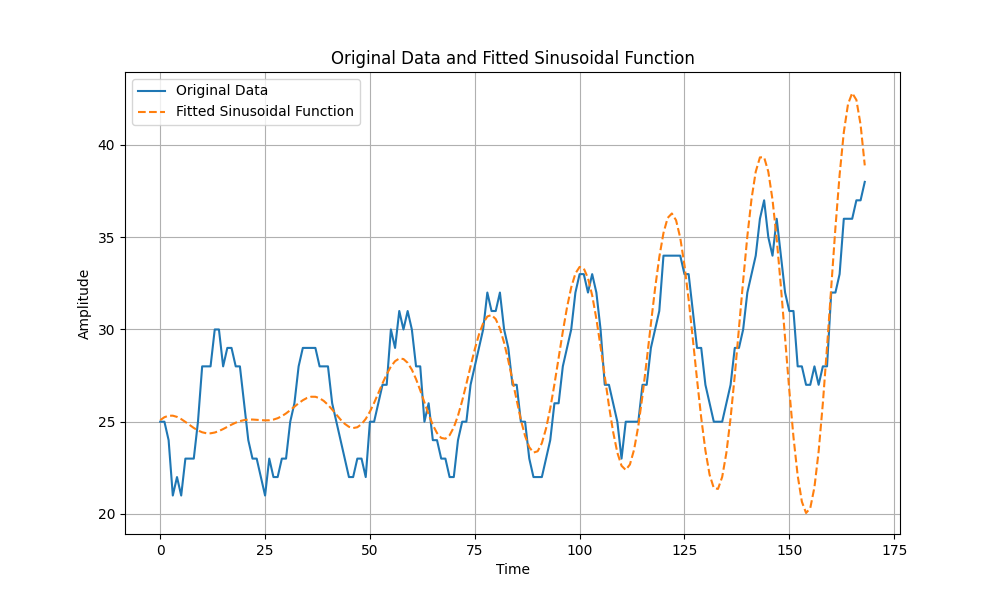 Original Data and Fitted Sinusoidal Function
Original Data
Fitted Sinusoidal Function
Amplitude
40
35
30
25
20
0 25 50 75 100 125 150 175
Time